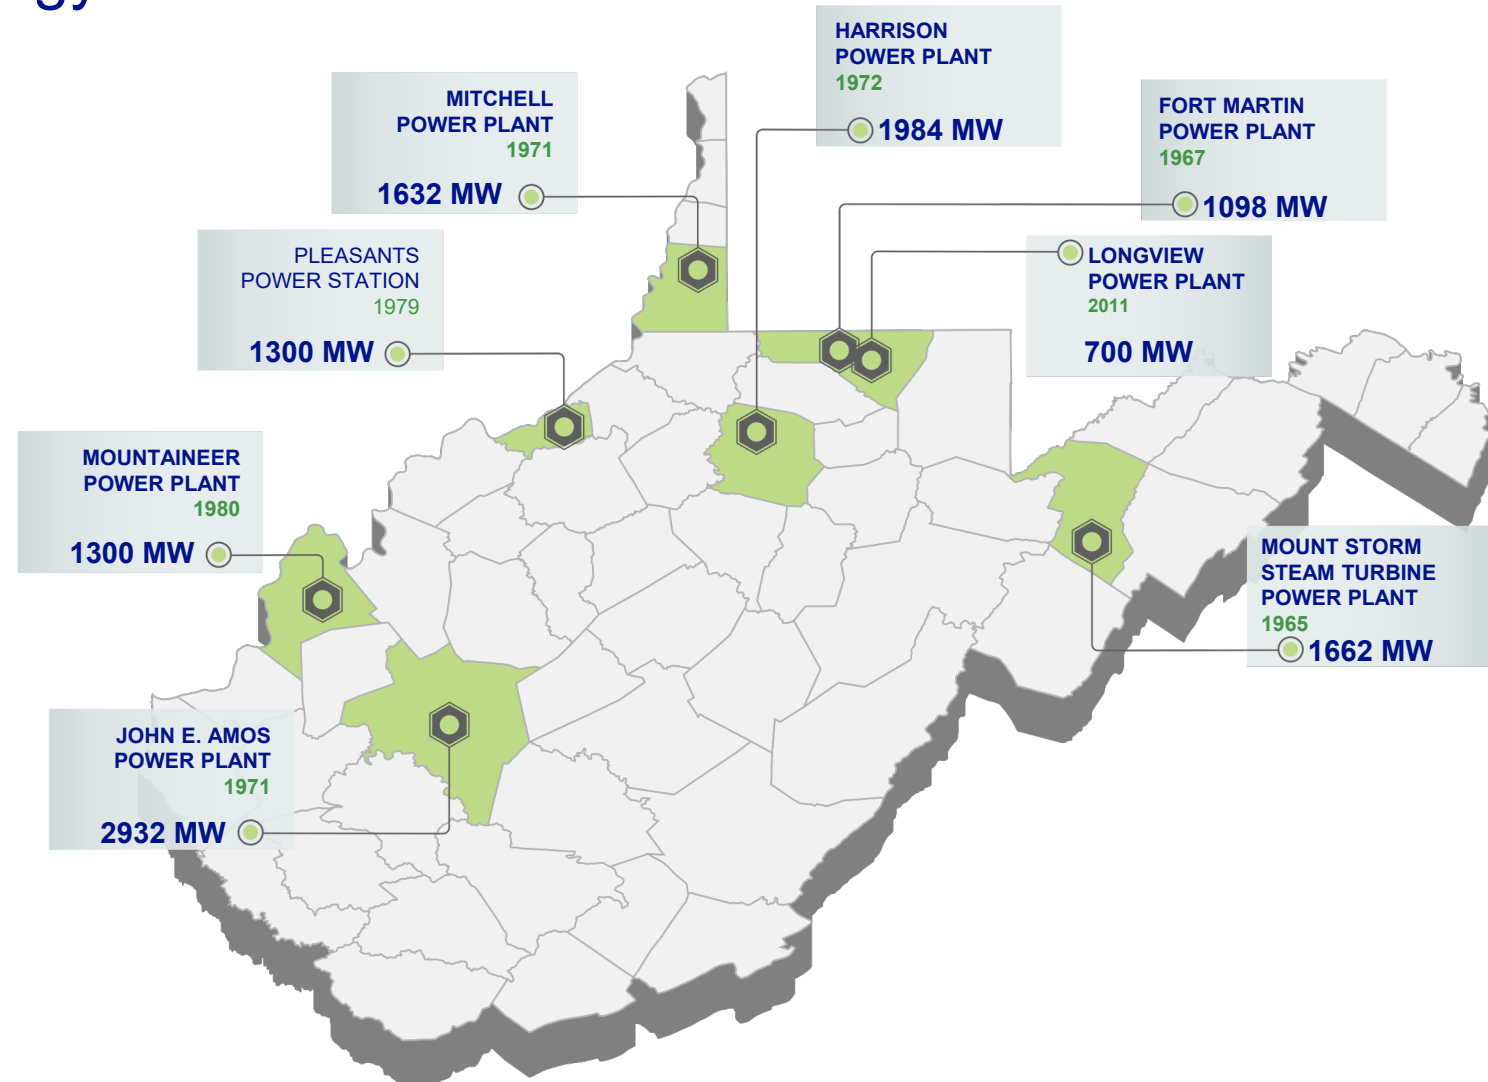 gy
HARRISON
POWER PLANT
1972
1984 MW
MITCHELL
POWER PLANT
1971
1632 MW
FORT MARTIN
POWER PLANT
1967
1098 MW
PLEASANTS
POWER STATION
1979
1300 MW
LONGVIEW
POWER PLANT
2011
700 MW
MOUNTAINEER
POWER PLANT
1980
1300 MW
MOUNT STORM
STEAM TURBINE
POWER PLANT
1965
1662 MW
JOHN E. AMOS
POWER PLANT
1971
2932 MW